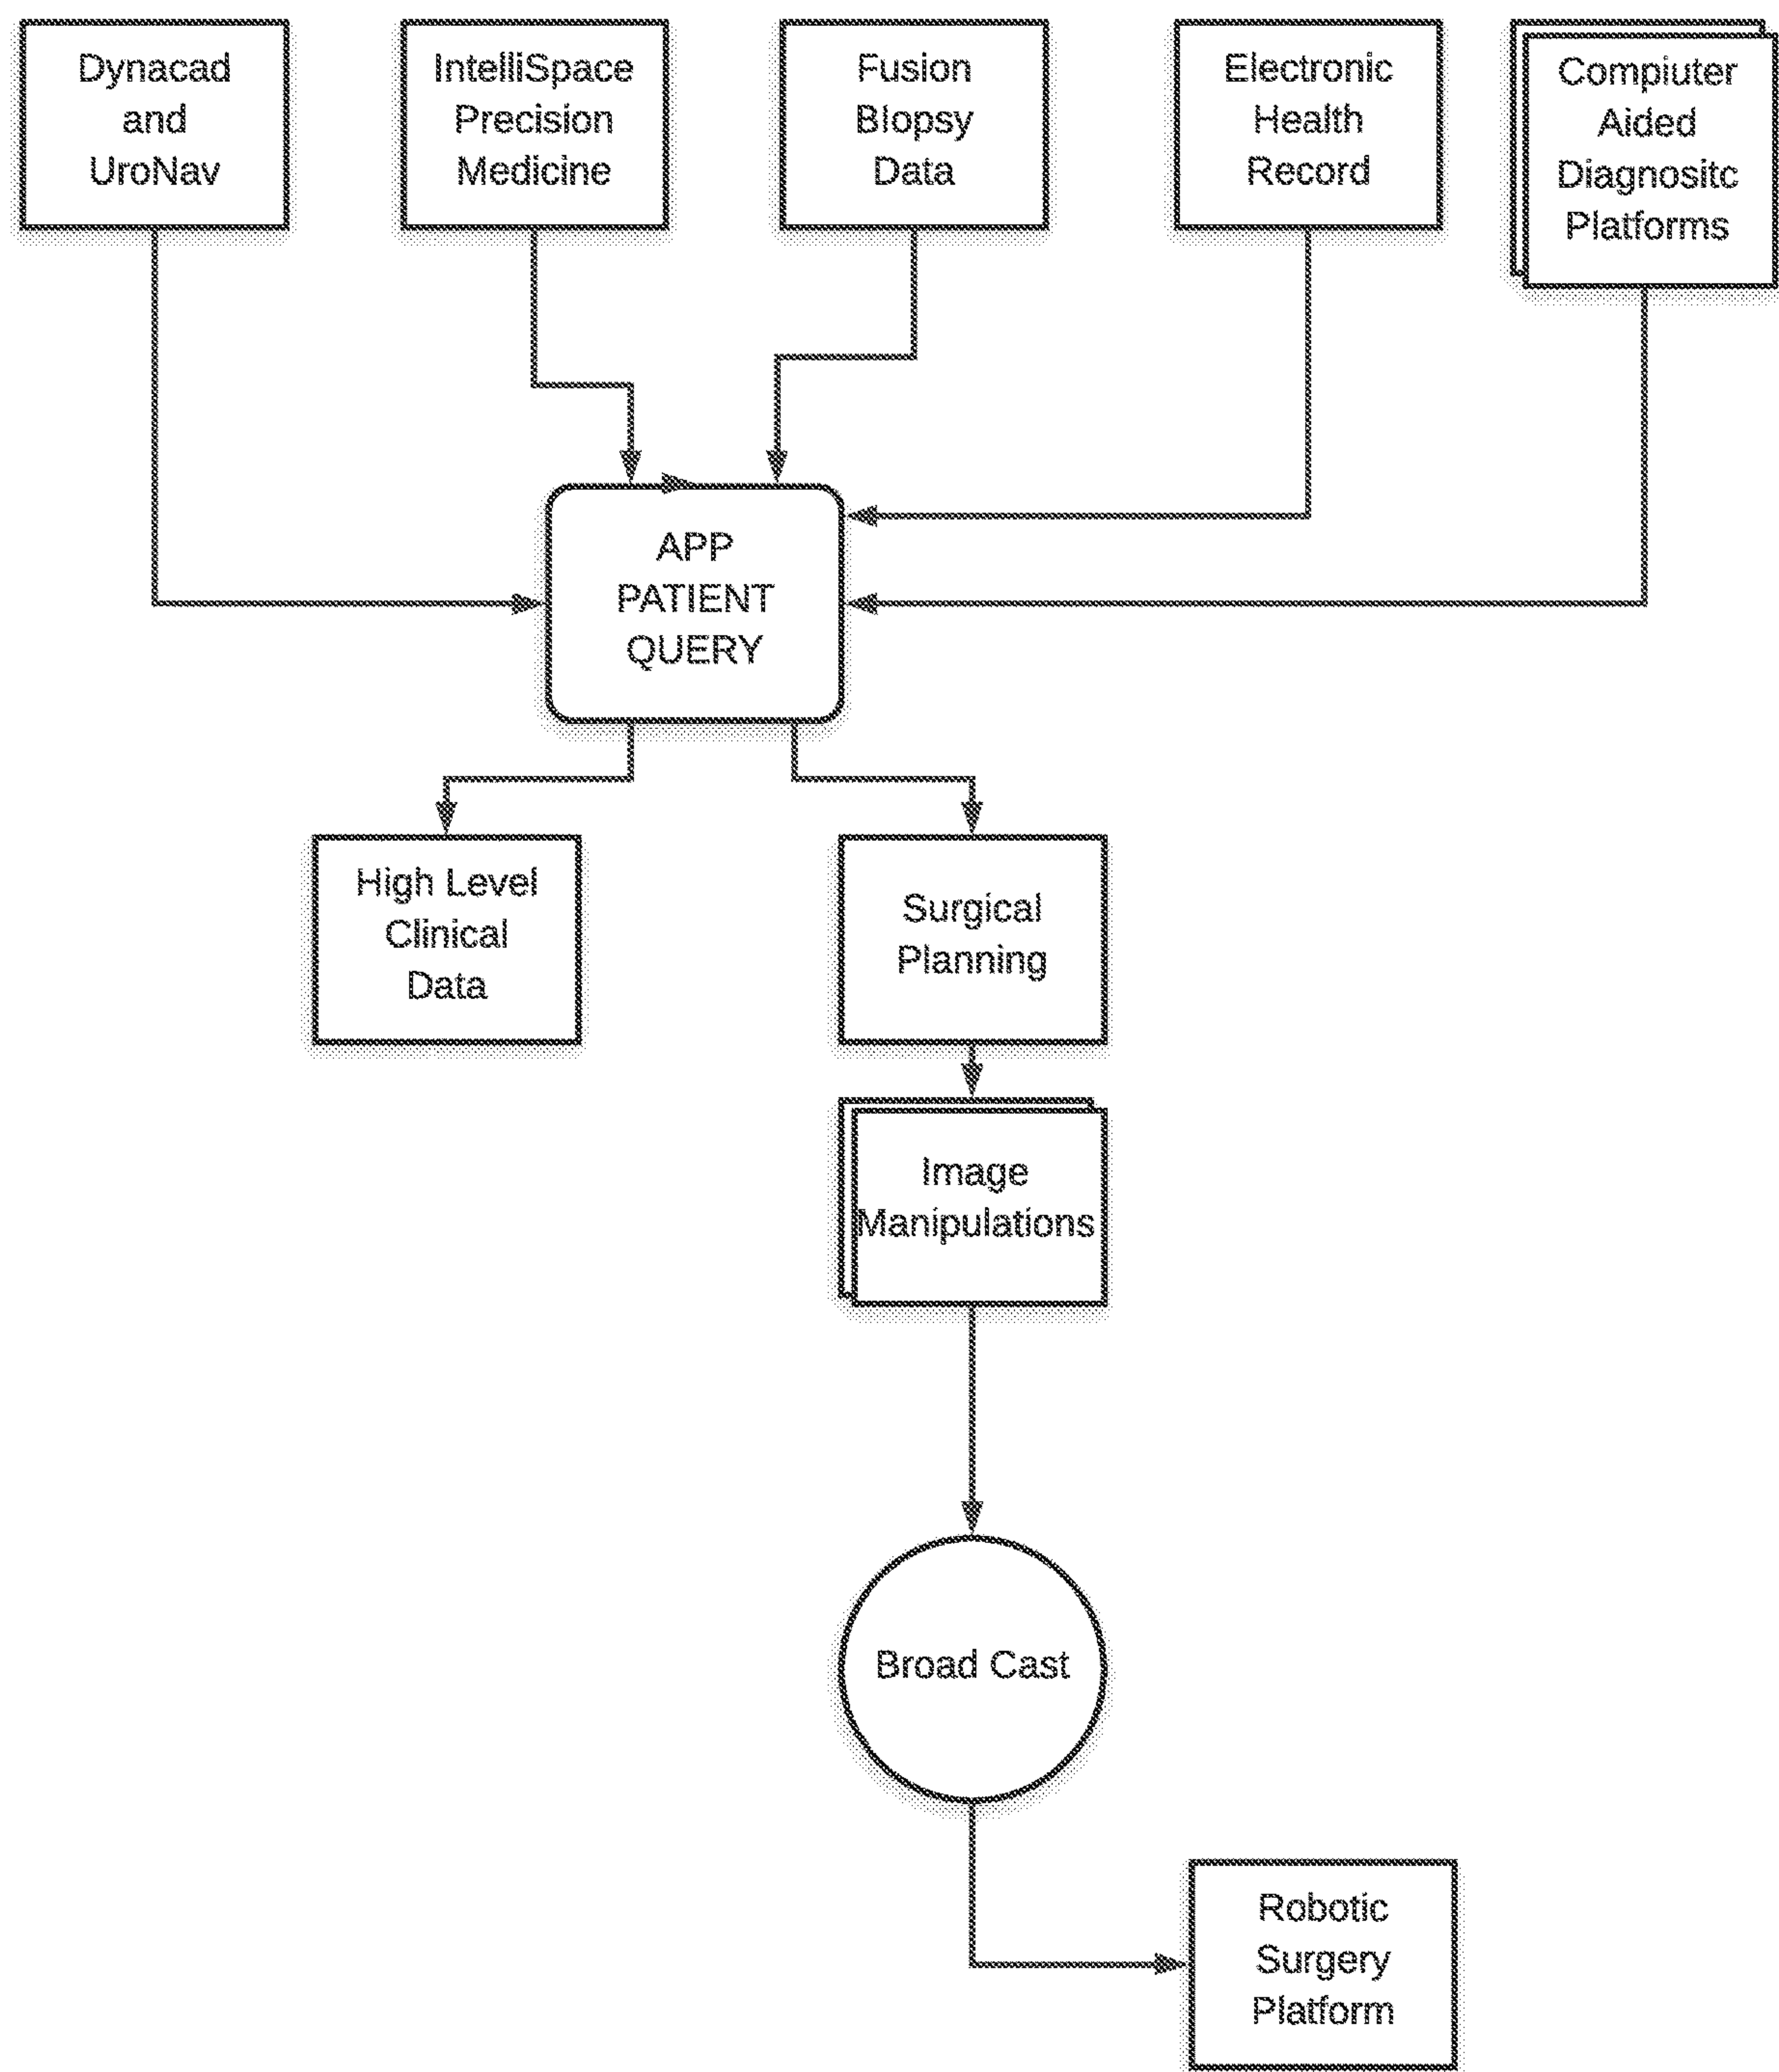 Dynacad
and
UroNav
IntelliSpace
Precision
Medicine
Fusion
BIopsy
Data
Electronic
Health
Record
Compiuter
Aided
Diagnositc
Platforms
APP
PATIENT
QUERY
High Level
Clinical
Data
Surgical
Planning
Image
Manipulations
Broad Cast
Robotic
Surgery
Platform